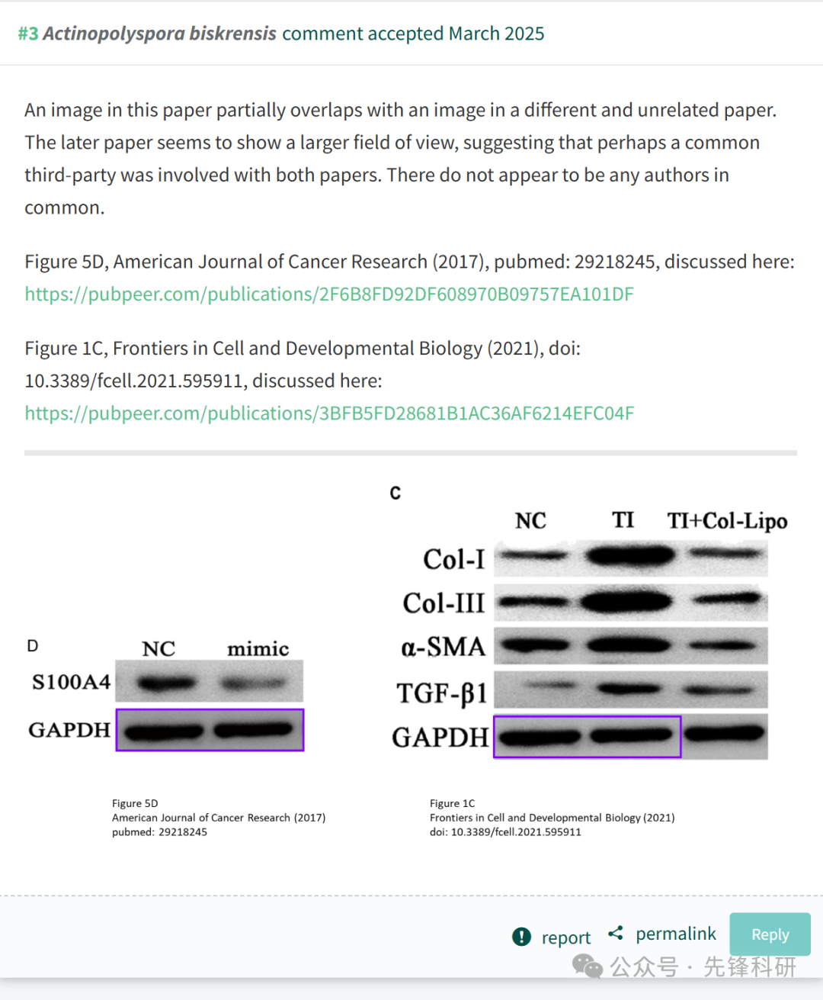 #3 Actinopolyspora biskrensis comment accepted March 2025
An image in this paper partially overlaps with an image in a different and unrelated paper.
The later paper seems to show a larger field of view, suggesting that perhaps a common
third-party was involved with both papers. There do not appear to be any authors in
common.
Figure 5D, American Journal of Cancer Research (2017), pubmed: 29218245, discussed here:
https://pubpeer.com/publications/2F6B8FD92DF608970B09757EA101DF
Figure 1C, Frontiers in Cell and Developmental Biology (2021), doi:
10.3389/fcell.2021.595911, discussed here:
https://pubpeer.com/publications/3BFB5FD28681B1AC36AF6214EFC04F
D
NC mimic
S100A4
GAPDH
Figure 5D
American Journal of Cancer Research (2017)
pubmed: 29218245
C
NC TI TI+Col-Lipo
Col-I
Col-III
α-SMA
TGF-β1
GAPDH
Figure 1C
Frontiers in Cell and Developmental Biology (2021)
doi: 10.3389/fcell.2021.595911
report permalink Reply
公众号 · 先锋科研